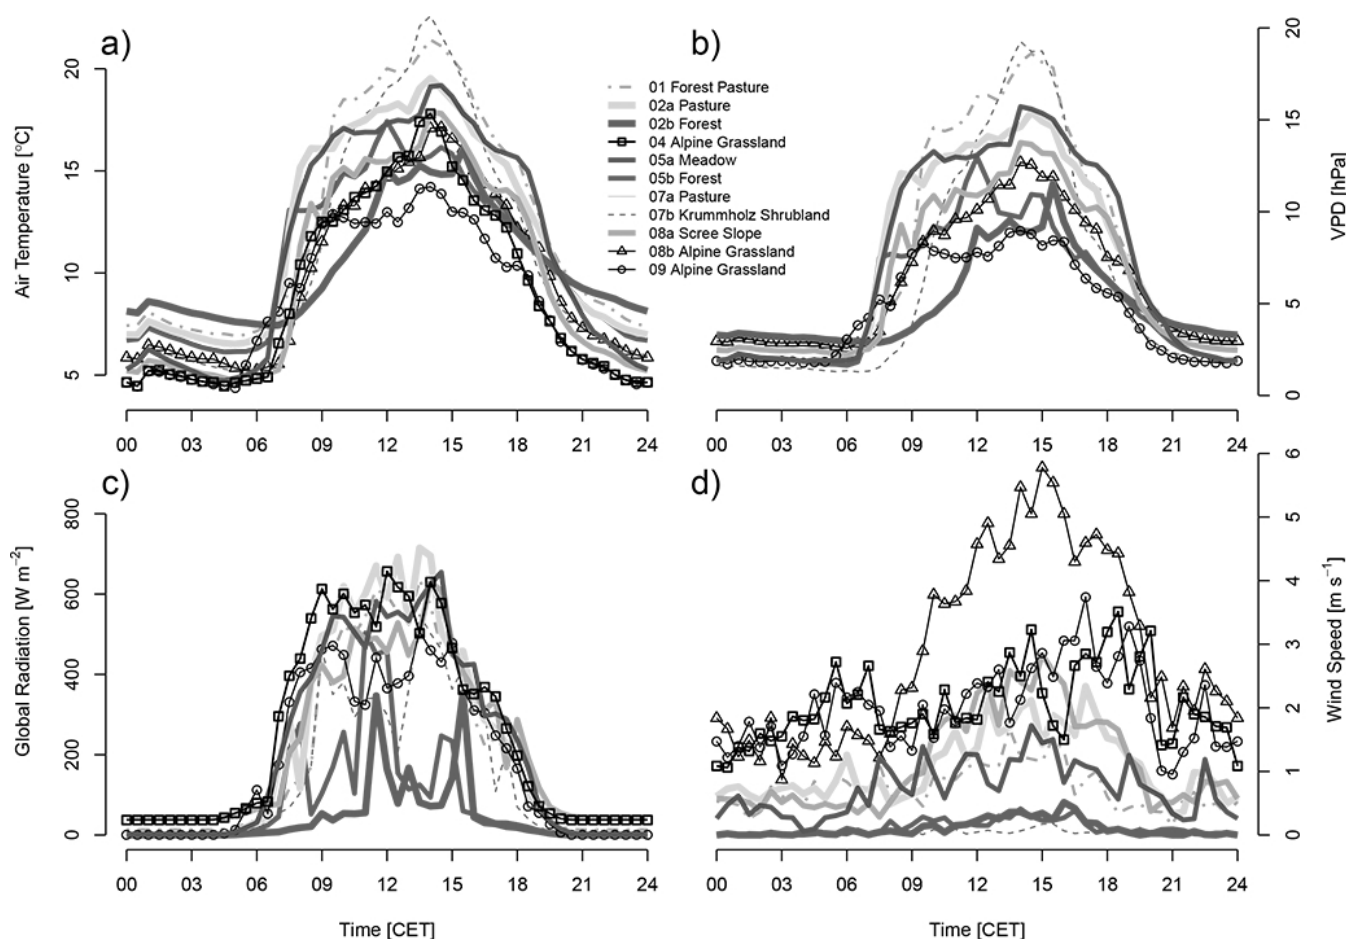 a)
b)
20
15
10
5
Air Temperature [°C]
00 03 06 09 12 15 18 21 24
01 Forest Pasture
02a Pasture
02b Forest
04 Alpine Grassland
05a Meadow
05b Forest
07a Pasture
07b Krummholz Shrubland
08a Scree Slope
08b Alpine Grassland
09 Alpine Grassland
20
15
10
5
0
VPD [hPa]
00 03 06 09 12 15 18 21 24
c)
d)
800
600
400
200
0
Global Radiation [W m⁻²]
00 03 06 09 12 15 18 21 24
Time [CET]
6
5
4
3
2
1
0
Wind Speed [m s⁻¹]
00 03 06 09 12 15 18 21 24
Time [CET]